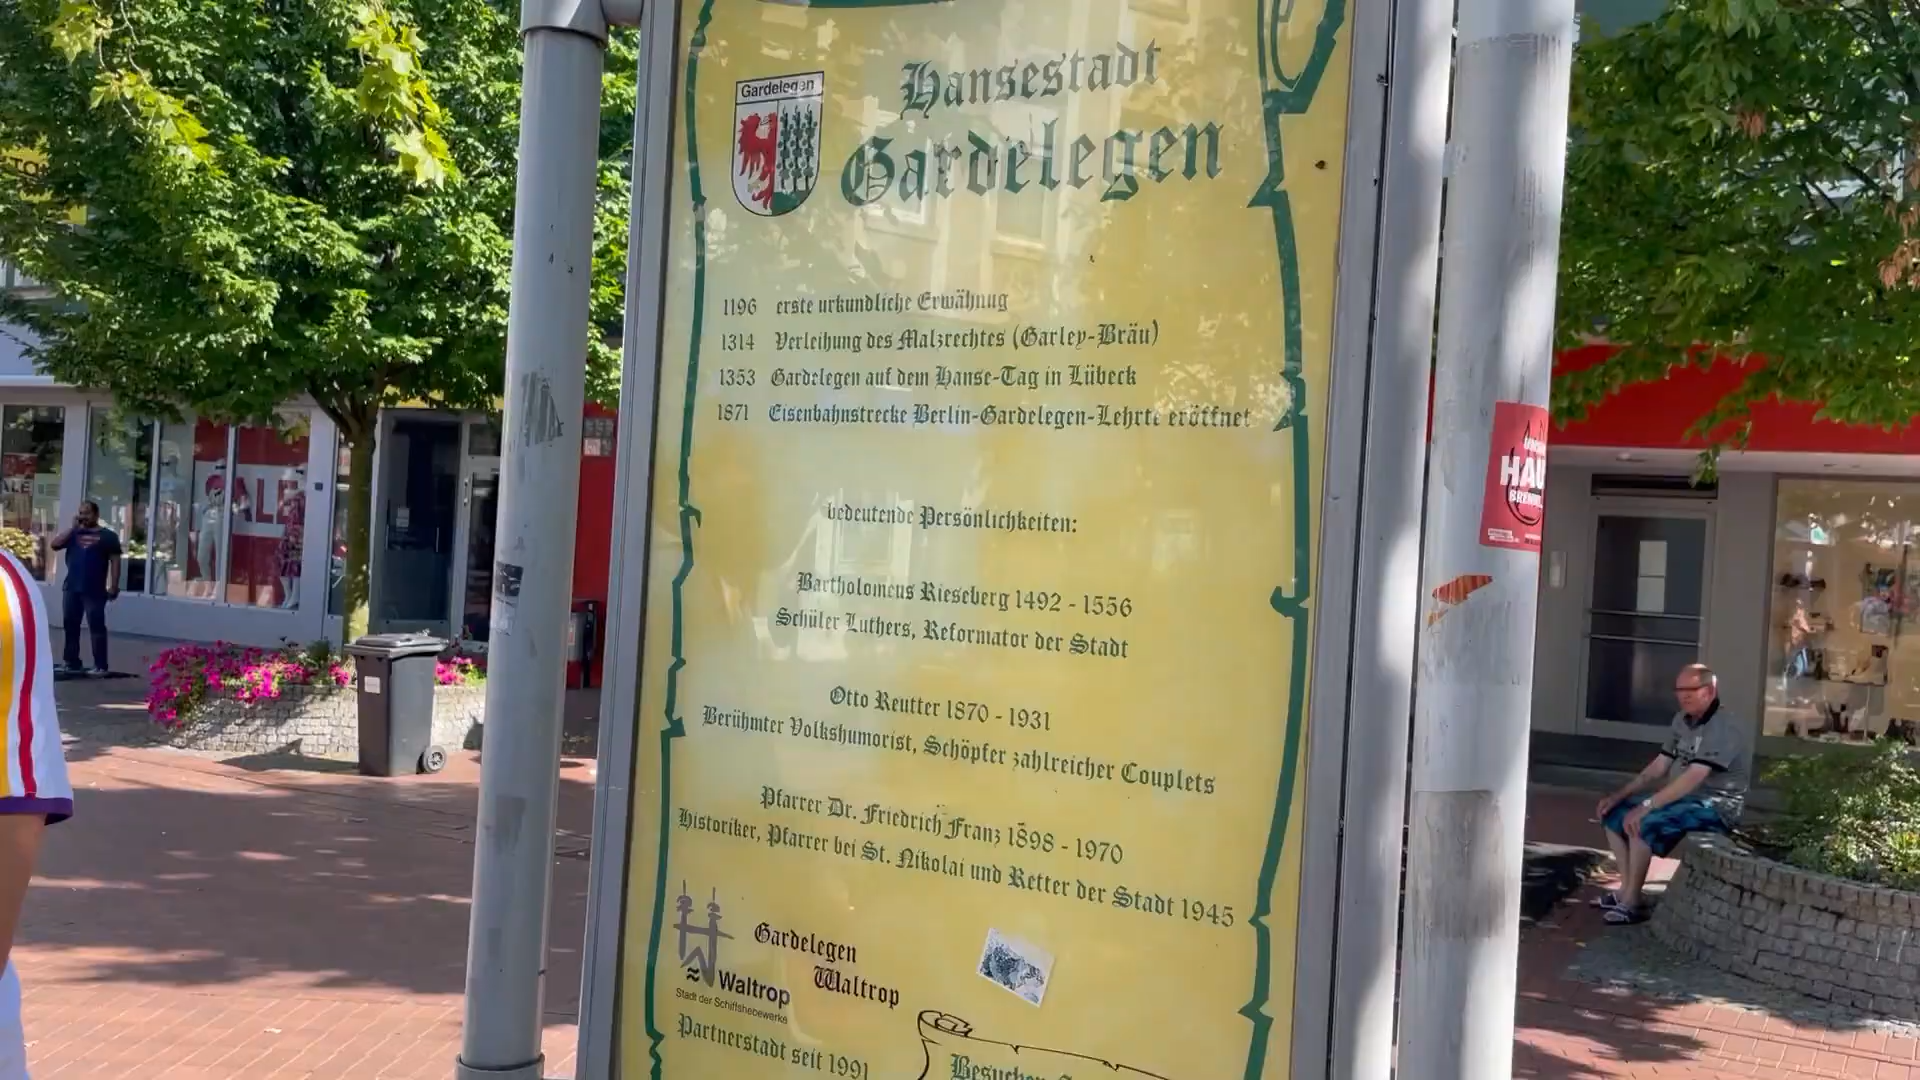 Gardelegen
Hansestadt
Gardelegen
1196 erste urkundliche Erwähnug
1314 Verleihung des Malzrechtes (Garley-Bräu)
1353 Gardelegen auf dem Hanse-Tag in Lübeck
1871 Eisenbahnstrecke Berlin-Gardelegen-Lehrte eröffnet
bedeutende Persönlichkeiten:
Bartholomeus Rieseberg 1492 - 1556
Schüler Luthers, Reformator der Stadt
Otto Reutter 1870 - 1931
Berühmter Volkshumorist, Schöpfer zahlreicher Couplets
Pfarrer Dr. Friedrich Franz 1898 - 1970
Historiker, Pfarrer bei St. Nikolai und Retter der Stadt 1945
Gardelegen
Waltrop
Waltrop
Stadt der Schiffshebewerke
Partnerstadt seit 1991
SALE
HAU